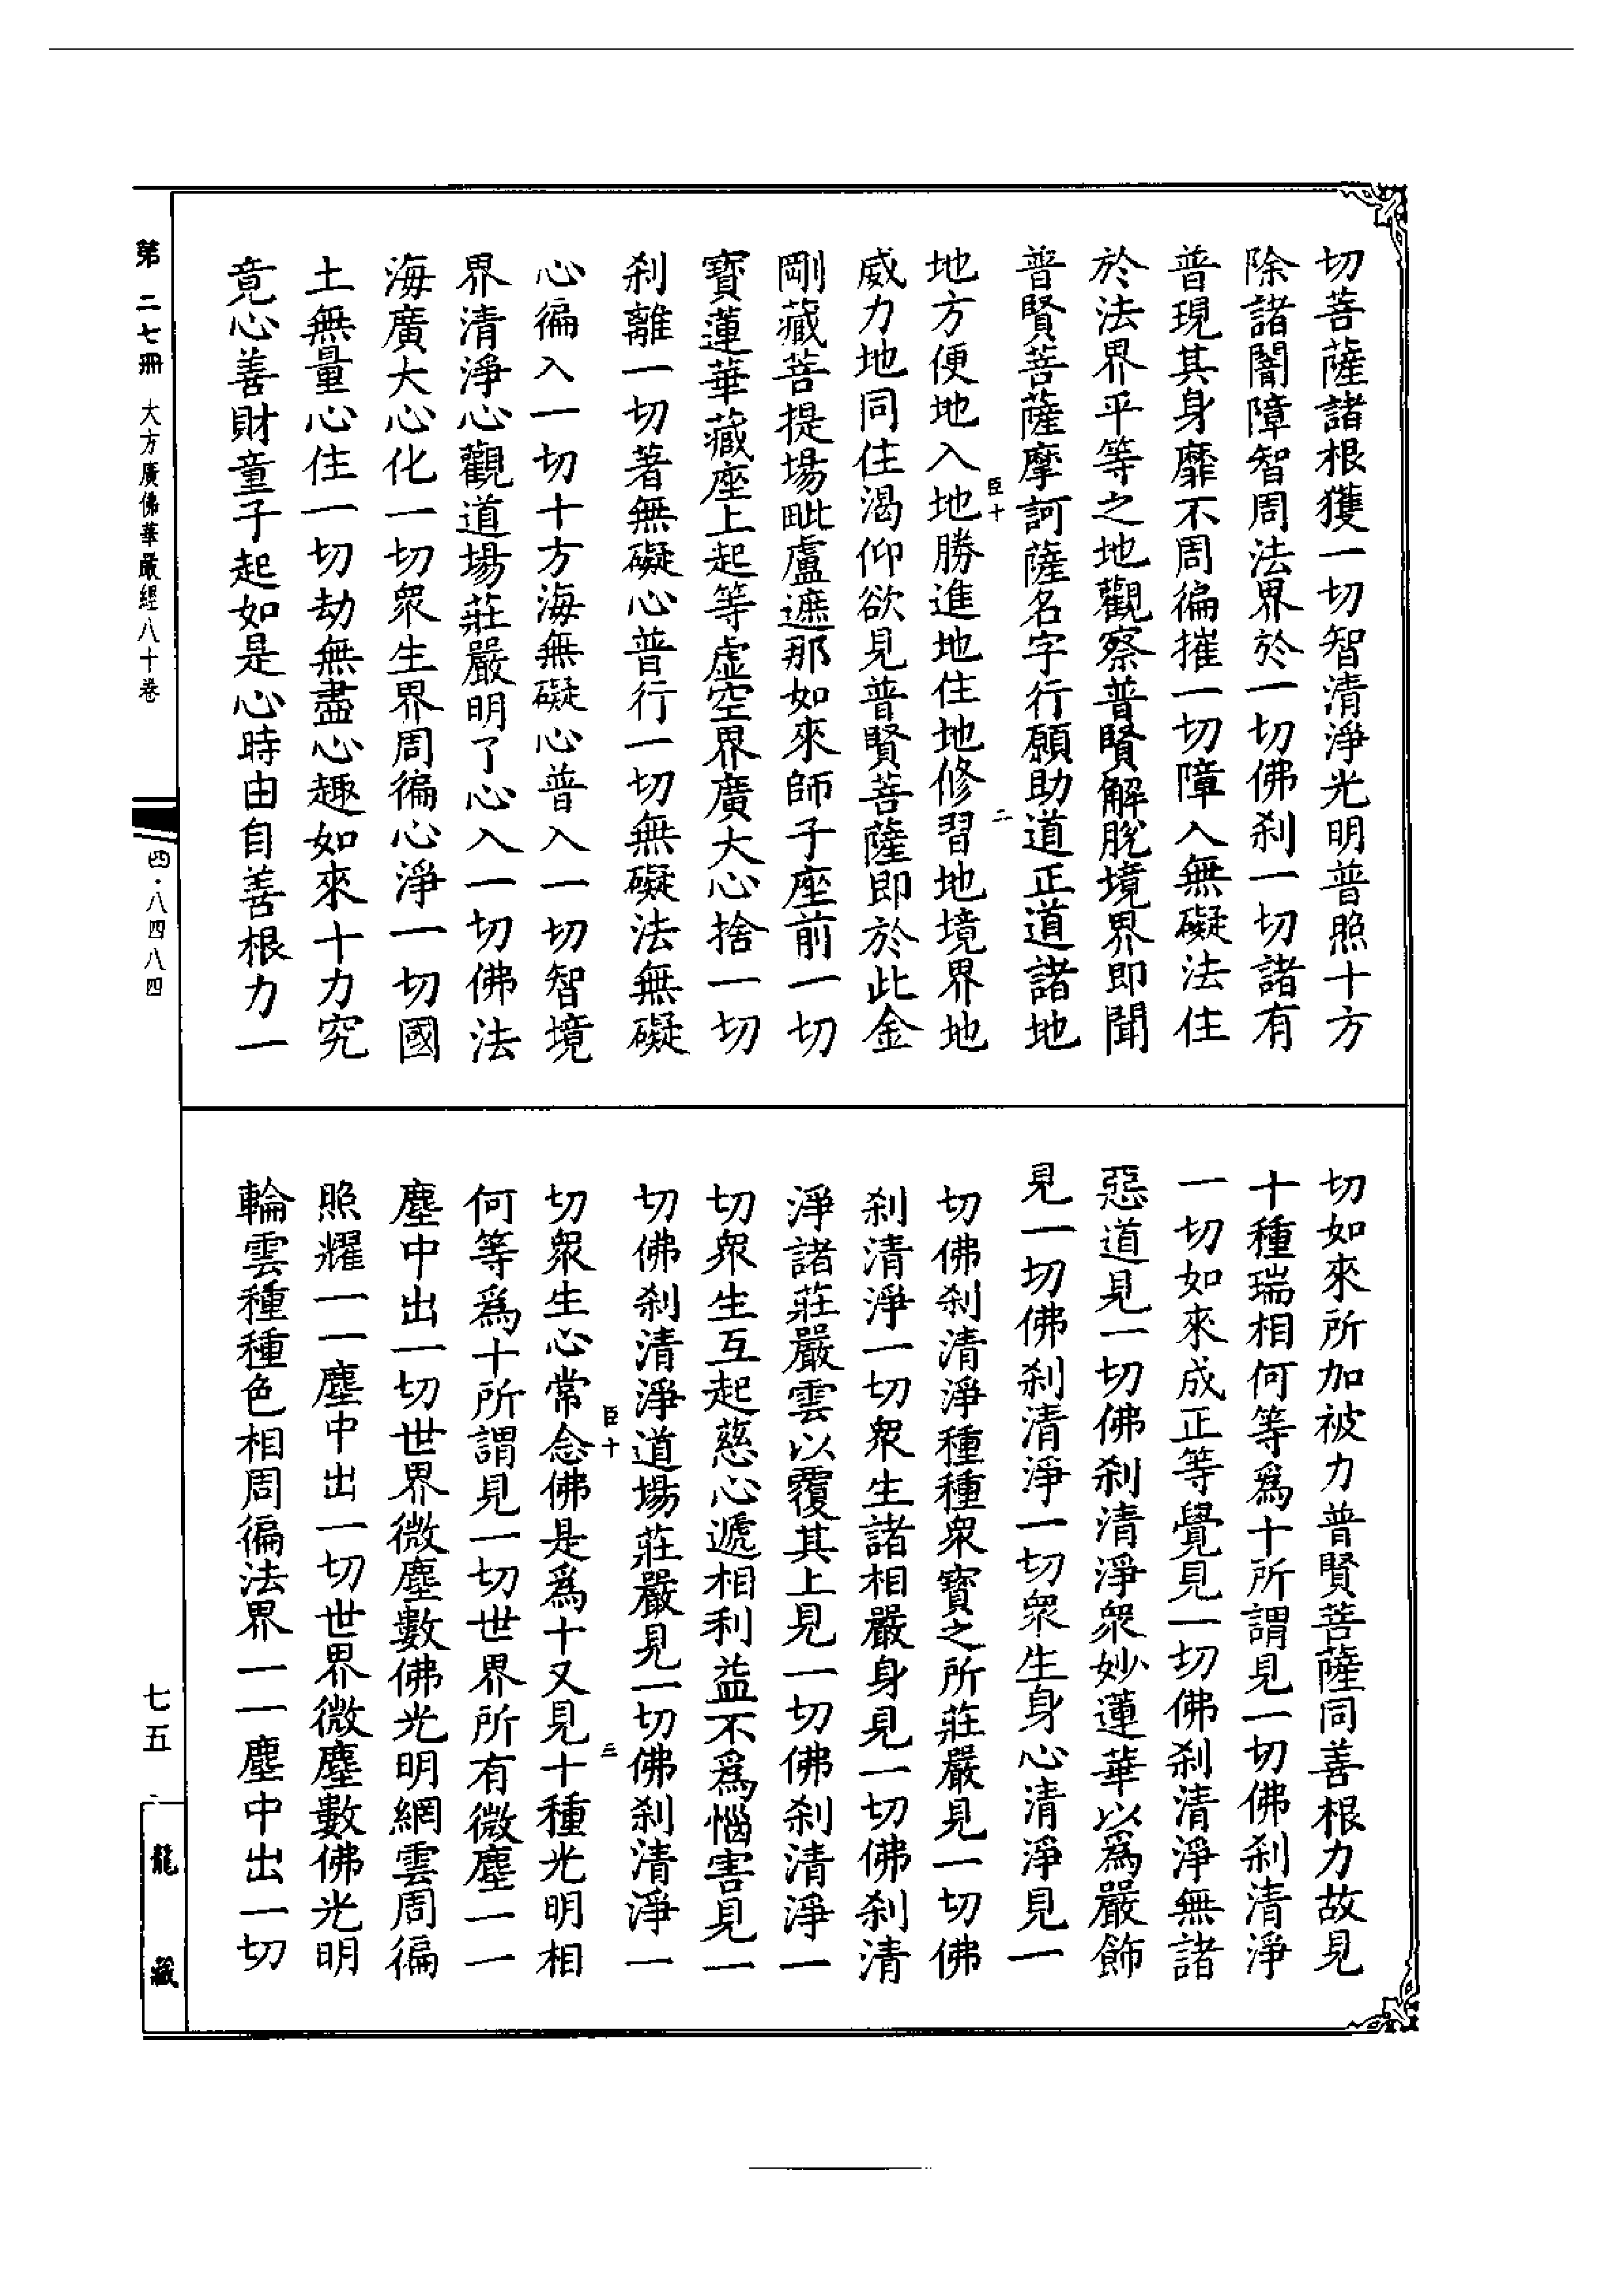 切菩薩諸根獲一切智清淨光明普照十方
除諸闇障智周法界於一切佛刹一切諸有
普現其身靡不周徧摧一切障入無礙法住
於法界平等之地觀察普賢解脫境界即聞
普賢菩薩摩訶薩名字行願助道正道諸地
臣十
二
地方便地入地勝進地住地修習地境界地
威力地同住渴仰欲見普賢菩薩即於此金
剛藏菩提場毗盧遮那如來師子座前一切
寶蓮華藏座上起等虛空界廣大心捨一切
刹離一切著無礙心普行一切無礙法無礙
心徧入一切十方海無礙心普入一切智境
界清淨心觀道場莊嚴明了心入一切佛法
海廣大心化一切衆生界周徧心淨一切國
土無量心住一切劫無盡心趣如來十力究
竟心善財童子起如是心時由自善根力一
切如來所加被力普賢菩薩同善根力故見
十種瑞相何等爲十所謂見一切佛刹清淨
一切如來成正等覺見一切佛刹清淨無諸
惡道見一切佛刹清淨衆妙蓮華以爲嚴飾
見一切佛刹清淨一切衆生身心清淨見一
切佛刹清淨種種衆寶之所莊嚴見一切佛
刹清淨一切衆生諸相嚴身見一切佛刹清
淨諸莊嚴雲以覆其上見一切佛刹清淨一
切衆生互起慈心遞相利益不爲惱害見一
切佛刹清淨道場莊嚴見一切佛刹清淨一
臣十
三
切衆生心常念佛是爲十又見十種光明相
何等爲十所謂見一切世界所有微塵一一
塵中出一切世界微塵數佛光明網雲周徧
照耀一一塵中出一切世界微塵數佛光明
輪雲種種色相周徧法界一一塵中出一切
第二七冊 大方廣佛華嚴經八十卷
四·八四八四
七五
龍藏